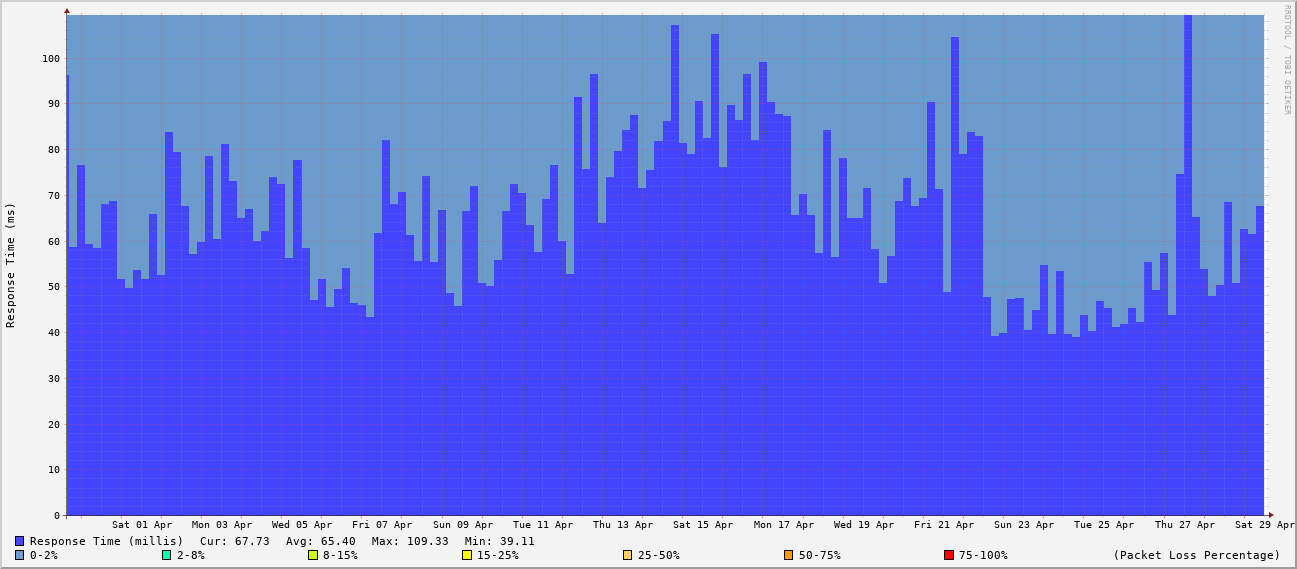 RRDTOOL / TOBI OETIKER
Response Time (ms)
100
90
80
70
60
50
40
30
20
10
0
Sat 01 Apr Mon 03 Apr Wed 05 Apr Fri 07 Apr Sun 09 Apr Tue 11 Apr Thu 13 Apr Sat 15 Apr Mon 17 Apr Wed 19 Apr Fri 21 Apr Sun 23 Apr Tue 25 Apr Thu 27 Apr Sat 29 Apr
Response Time (millis) Cur: 67.73 Avg: 65.40 Max: 109.33 Min: 39.11
0-2% 2-8% 8-15% 15-25% 25-50% 50-75% 75-100% (Packet Loss Percentage)